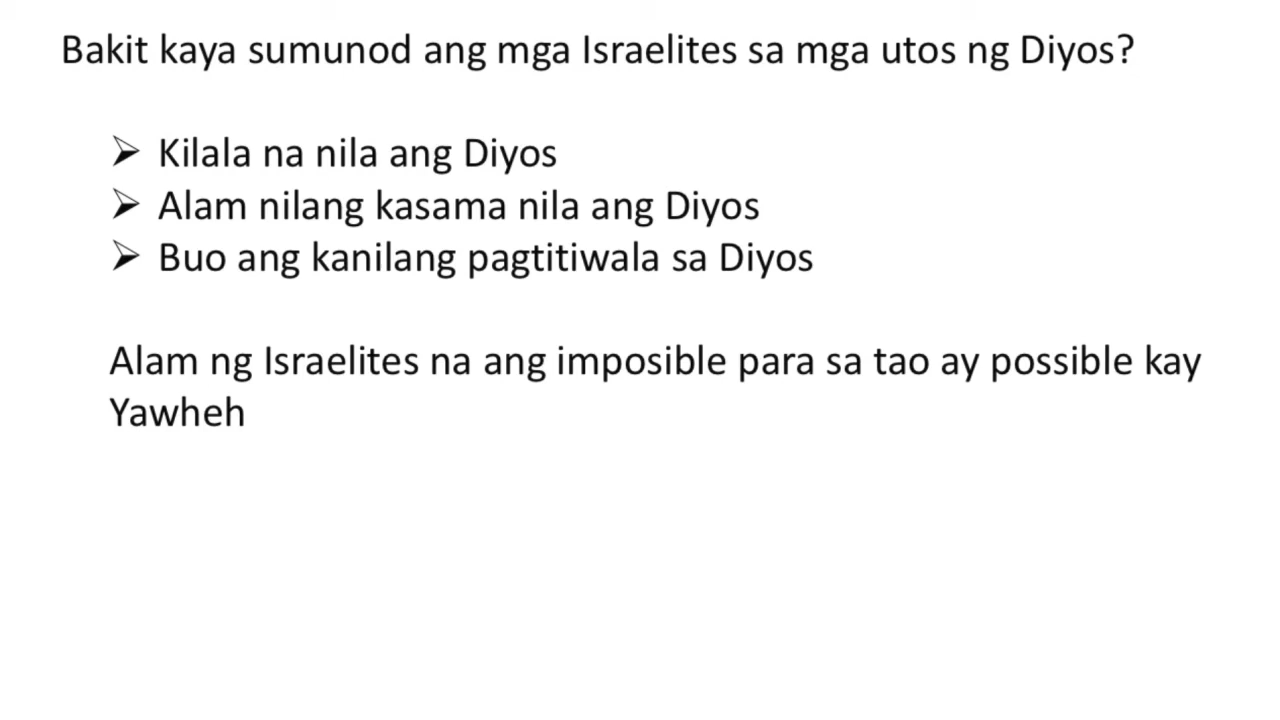 Bakit kaya sumunod ang mga Israelites sa mga utos ng Diyos?
➢ Kilala na nila ang Diyos
➢ Alam nilang kasama nila ang Diyos
➢ Buo ang kanilang pagtitiwala sa Diyos
Alam ng Israelites na ang imposible para sa tao ay possible kay
Yawheh